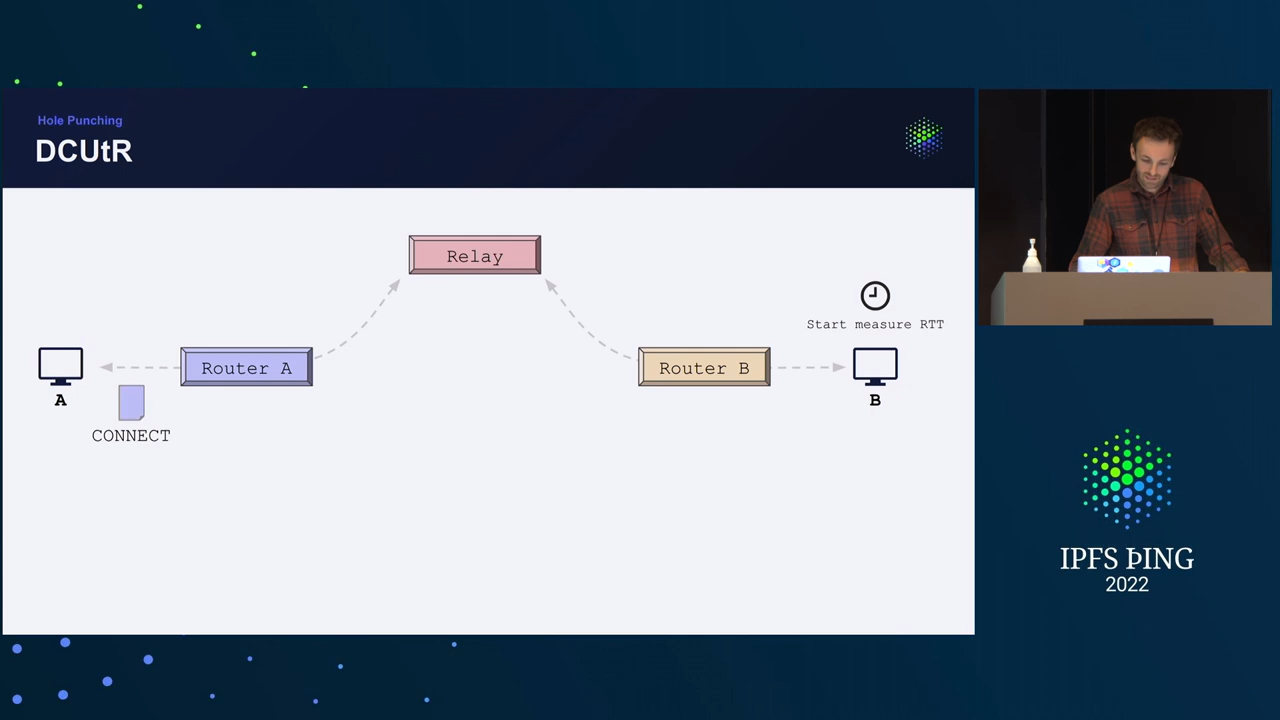 Hole Punching
DCUtR
Relay
Start measure RTT
Router A
Router B
A
B
CONNECT
IPFS ÞING
2022